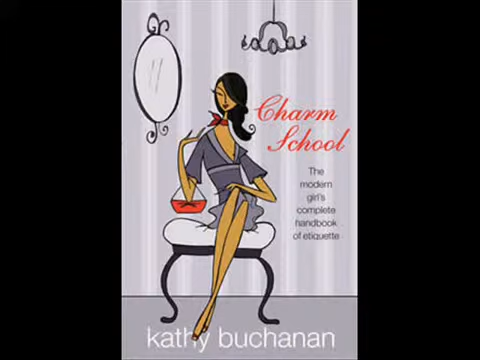 Charm
School
The
modern
girl's
complete
handbook
of etiquette
kathy buchanan